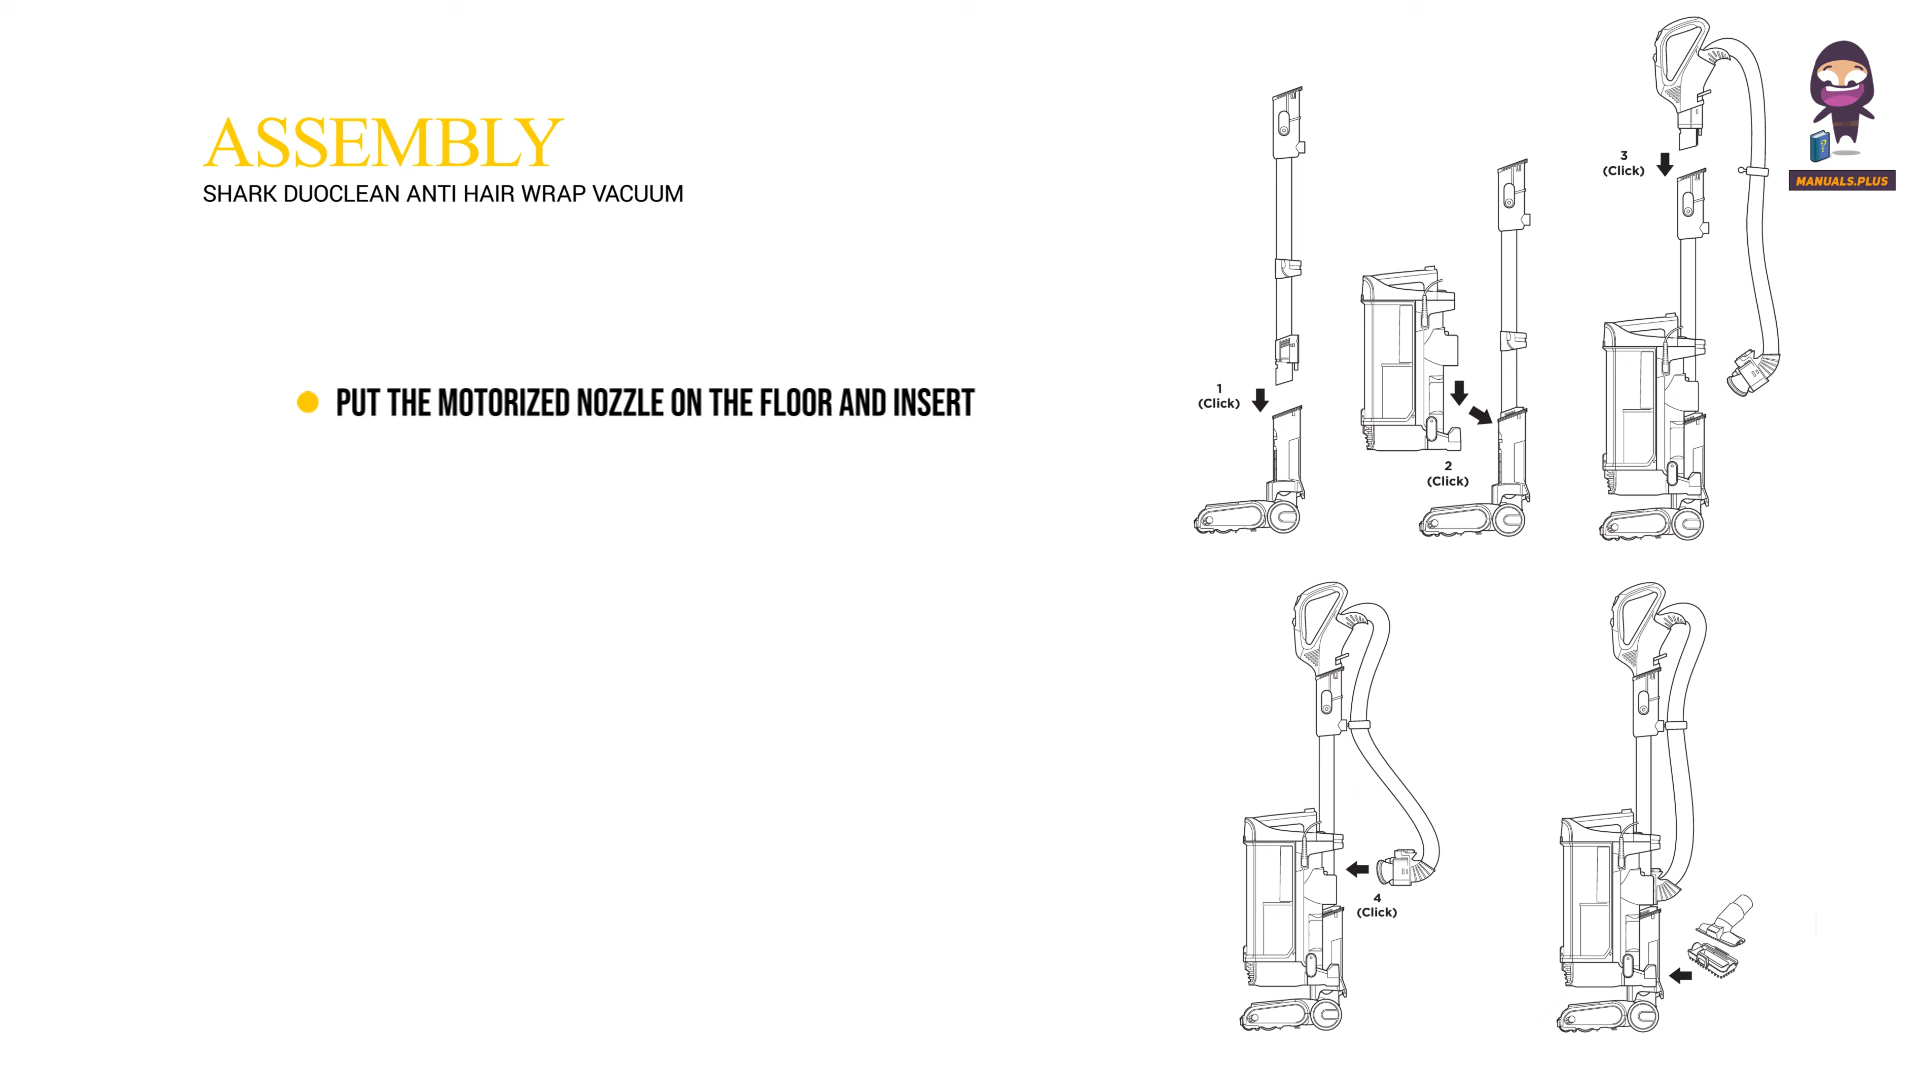 ASSEMBLY
SHARK DUOCLEAN ANTI HAIR WRAP VACUUM
PUT THE MOTORIZED NOZZLE ON THE FLOOR AND INSERT
1
(Click)
2
(Click)
3
(Click)
MANUALS.PLUS
4
(Click)